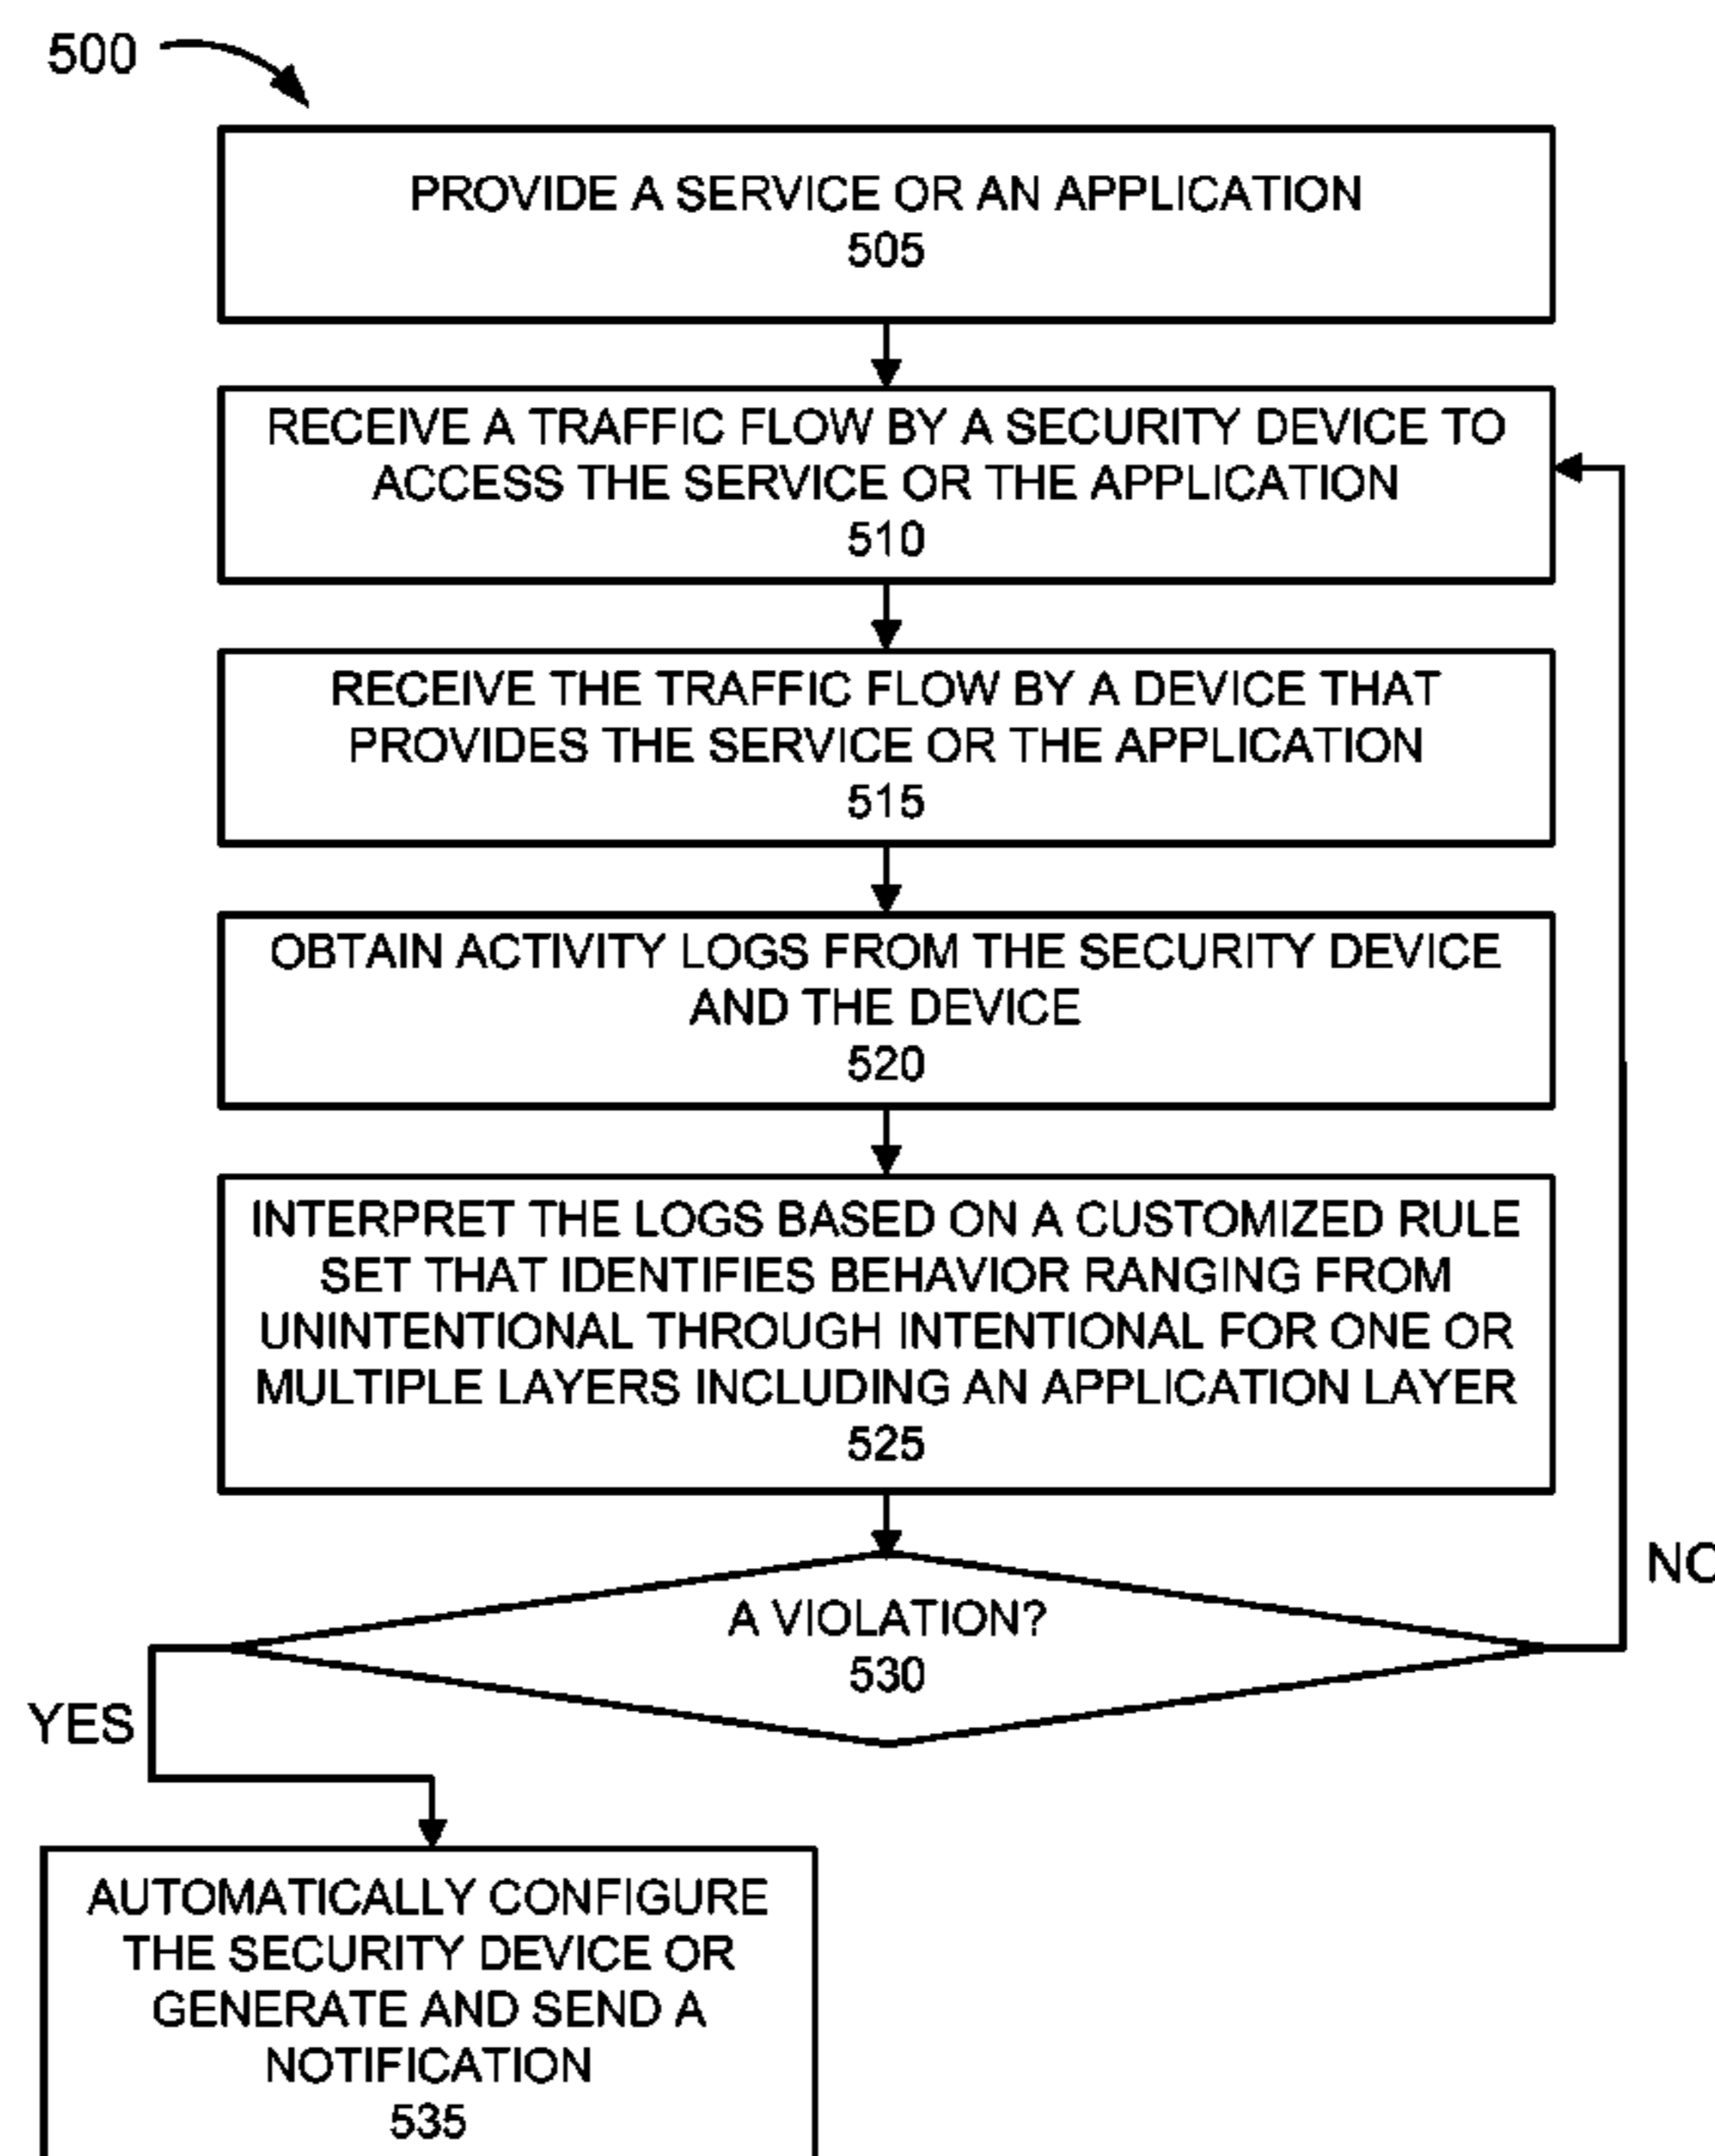 500
PROVIDE A SERVICE OR AN APPLICATION
505
RECEIVE A TRAFFIC FLOW BY A SECURITY DEVICE TO
ACCESS THE SERVICE OR THE APPLICATION
510
RECEIVE THE TRAFFIC FLOW BY A DEVICE THAT
PROVIDES THE SERVICE OR THE APPLICATION
515
OBTAIN ACTIVITY LOGS FROM THE SECURITY DEVICE
AND THE DEVICE
520
INTERPRET THE LOGS BASED ON A CUSTOMIZED RULE
SET THAT IDENTIFIES BEHAVIOR RANGING FROM
UNINTENTIONAL THROUGH INTENTIONAL FOR ONE OR
MULTIPLE LAYERS INCLUDING AN APPLICATION LAYER
525
NO
A VIOLATION?
530
YES
AUTOMATICALLY CONFIGURE
THE SECURITY DEVICE OR
GENERATE AND SEND A
NOTIFICATION
535